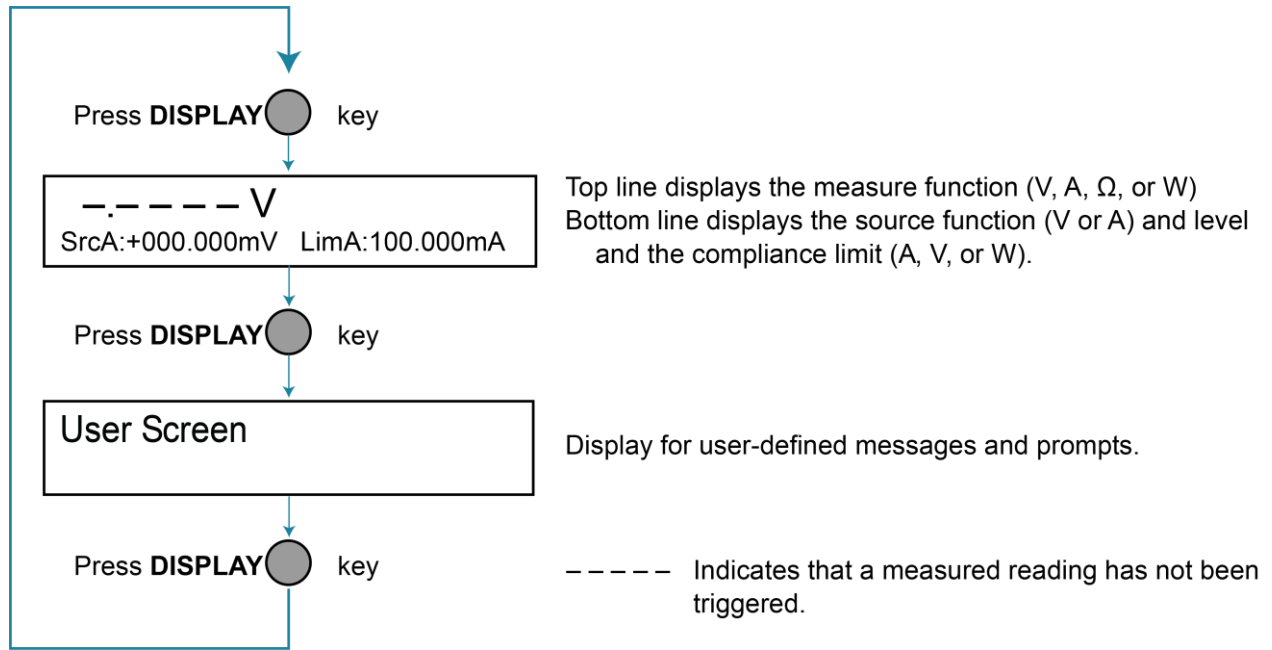 Press DISPLAY key
–.– – – – V
SrcA:+000.000mV LimA:100.000mA
Top line displays the measure function (V, A, Ω, or W)
Bottom line displays the source function (V or A) and level
and the compliance limit (A, V, or W).
Press DISPLAY key
User Screen
Display for user-defined messages and prompts.
Press DISPLAY key
– – – – – Indicates that a measured reading has not been
triggered.